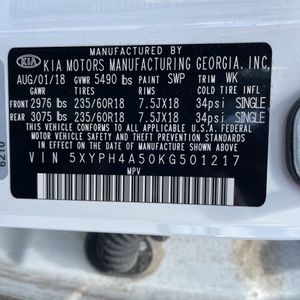 MANUFACTURED BY
KIA KIA MOTORS MANUFACTURING GEORGIA, INC.
AUG/01/18 GVWR 5490 lbs PAINT SWP TRIM WK
GAWR TIRES RIMS COLD TIRE INFL
FRONT 2976 lbs 235/60R18 7.5JX18 34psi SINGLE
REAR 3075 lbs 235/60R18 7.5JX18 34psi SINGLE
THIS VEHICLE CONFORMS TO ALL APPLICABLE U.S. FEDERAL MOTOR
VEHICLE SAFETY AND THEFT PREVENTION STANDARDS IN EFFECT
ON THE DATE OF MANUFACTURE SHOWN ABOVE.
VIN 5XYPH4A50KG501217
MPV